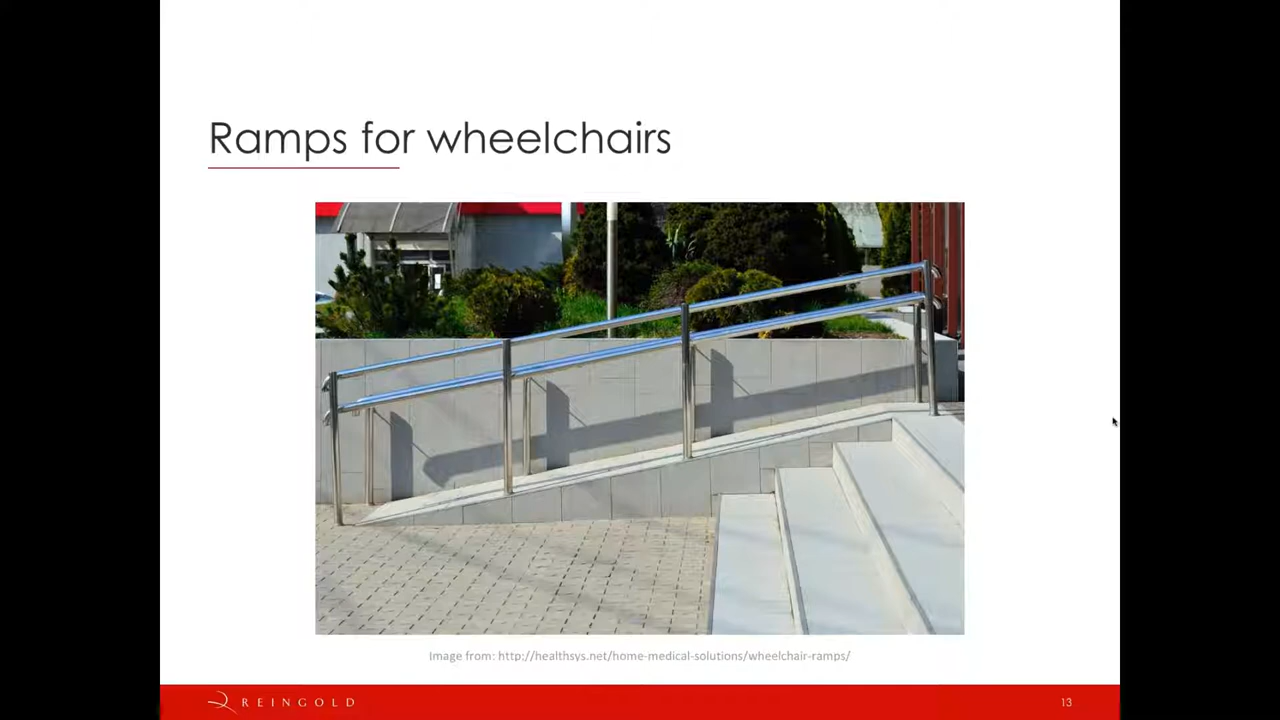 Ramps for wheelchairs
Image from: http://healthsys.net/home-medical-solutions/wheelchair-ramps/
REINGOLD
13